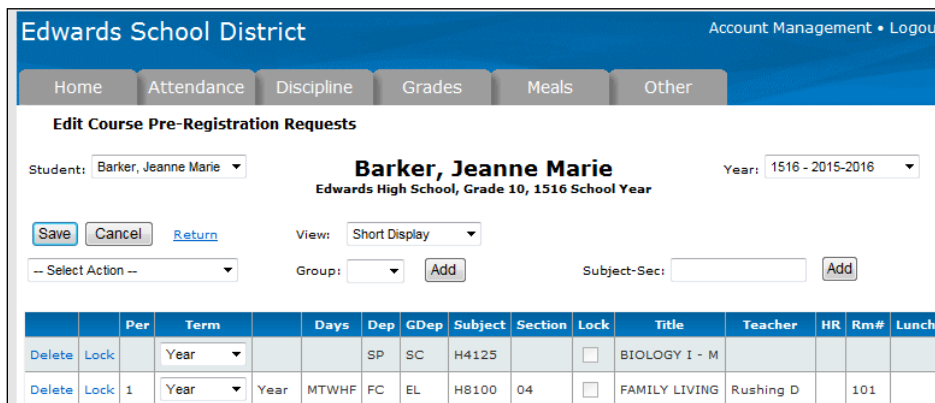 Edwards School District
Account Management • Logou
Home Attendance Discipline Grades Meals Other
Edit Course Pre-Registration Requests
Student: Barker, Jeanne Marie
Barker, Jeanne Marie
Year: 1516 - 2015-2016
Edwards High School, Grade 10, 1516 School Year
Save Cancel Return View: Short Display
-- Select Action -- Group: Add Subject-Sec: Add
Per Term Days Dep GDep Subject Section Lock Title Teacher HR Rm# Lunch
Delete Lock Year SP SC H4125 BIOLOGY I - M
Delete Lock 1 Year Year MTWHF FC EL H8100 04 FAMILY LIVING Rushing D 101